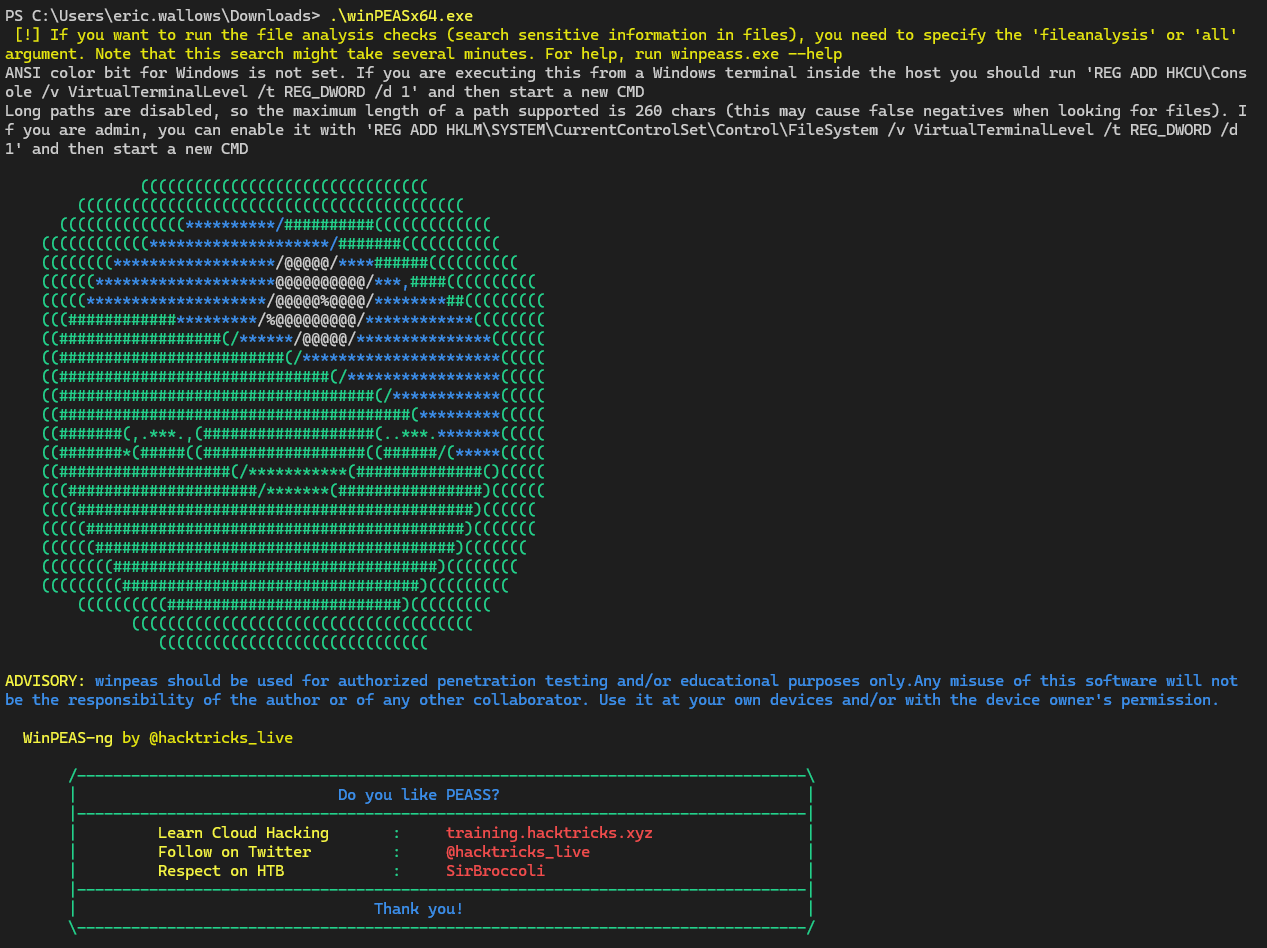 PS C:\Users\eric.wallows\Downloads> .\winPEASx64.exe
[!] If you want to run the file analysis checks (search sensitive information in files), you need to specify the 'fileanalysis' or 'all'
argument. Note that this search might take several minutes. For help, run winpeass.exe --help
ANSI color bit for Windows is not set. If you are executing this from a Windows terminal inside the host you should run 'REG ADD HKCU\Cons
ole /v VirtualTerminalLevel /t REG_DWORD /d 1' and then start a new CMD
Long paths are disabled, so the maximum length of a path supported is 260 chars (this may cause false negatives when looking for files). I
f you are admin, you can enable it with 'REG ADD HKLM\SYSTEM\CurrentControlSet\Control\FileSystem /v VirtualTerminalLevel /t REG_DWORD /d
1' and then start a new CMD
ADVISORY: winpeas should be used for authorized penetration testing and/or educational purposes only.Any misuse of this software will not
be the responsibility of the author or of any other collaborator. Use it at your own devices and/or with the device owner's permission.
WinPEAS-ng by @hacktricks_live
Do you like PEASS?
Learn Cloud Hacking : training.hacktricks.xyz
Follow on Twitter : @hacktricks_live
Respect on HTB : SirBroccoli
Thank you!